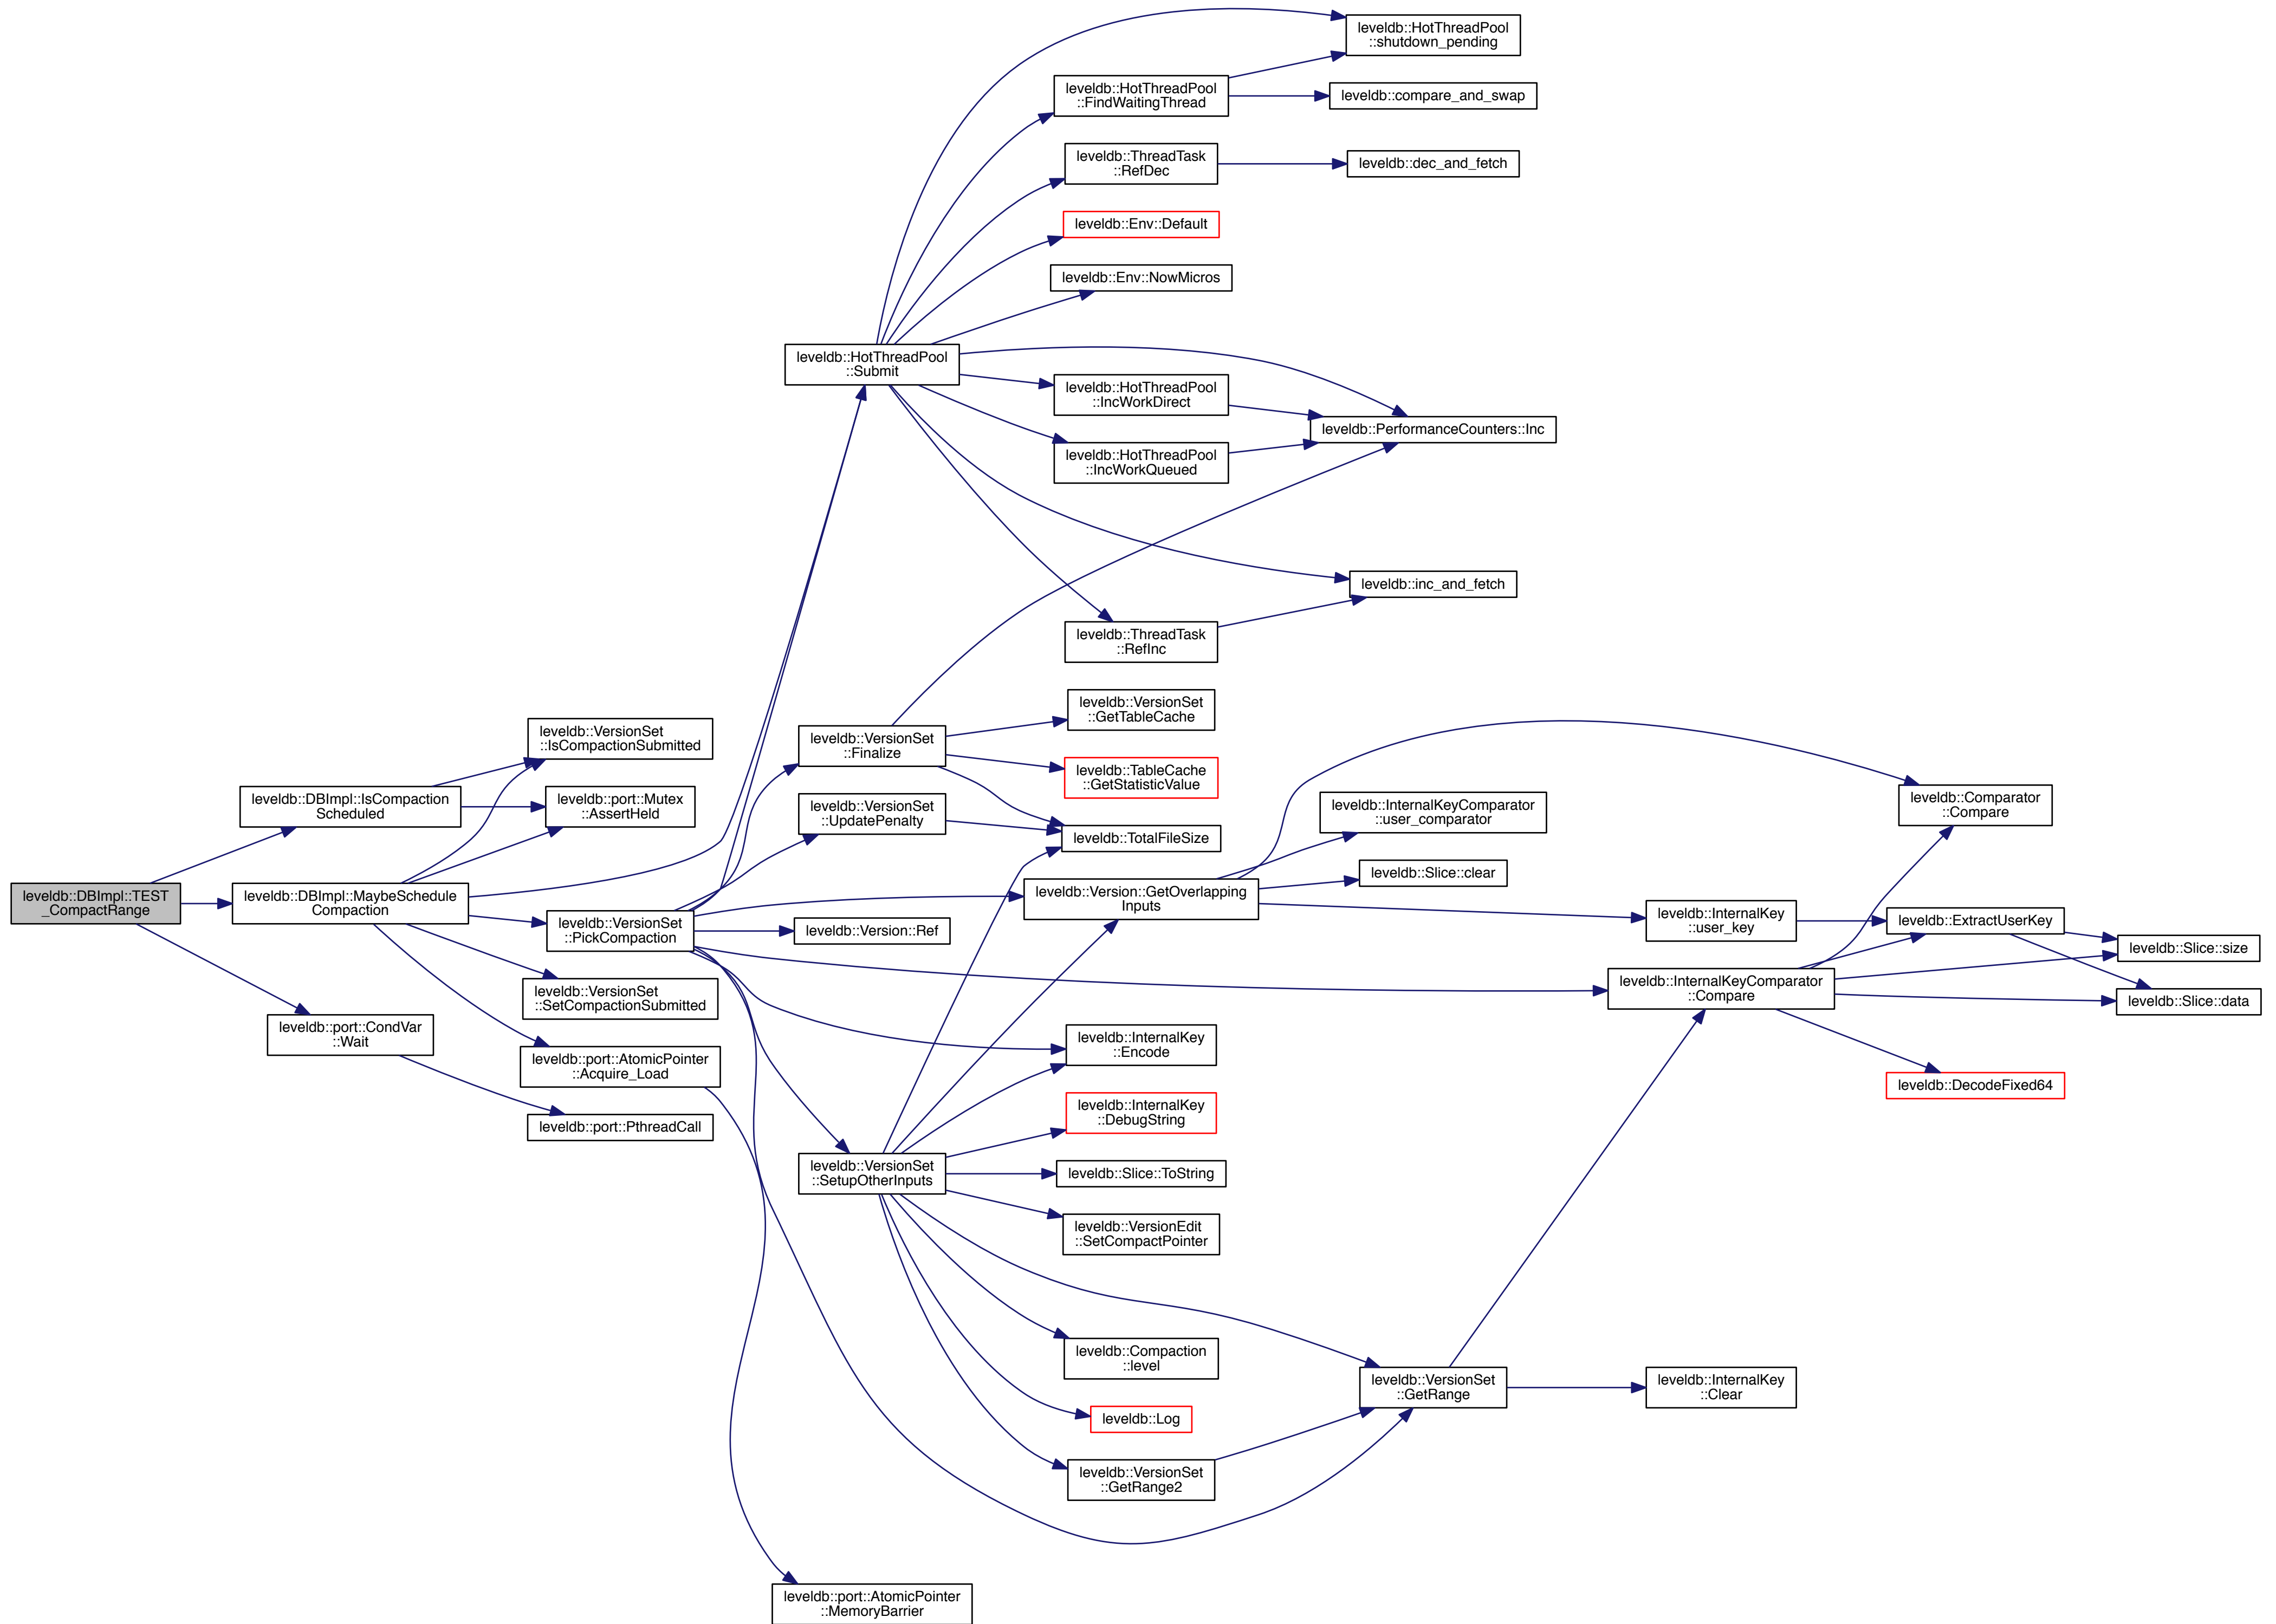 leveldb::HotThreadPool
::shutdown_pending
leveldb::HotThreadPool
::FindWaitingThread
leveldb::compare_and_swap
leveldb::ThreadTask
::RefDec
leveldb::dec_and_fetch
leveldb::Env::Default
leveldb::Env::NowMicros
leveldb::HotThreadPool
::Submit
leveldb::HotThreadPool
::IncWorkDirect
leveldb::PerformanceCounters::Inc
leveldb::HotThreadPool
::IncWorkQueued
leveldb::inc_and_fetch
leveldb::ThreadTask
::RefInc
leveldb::VersionSet
::GetTableCache
leveldb::VersionSet
::IsCompactionSubmitted
leveldb::VersionSet
::Finalize
leveldb::TableCache
::GetStatisticValue
leveldb::DBImpl::IsCompaction
Scheduled
leveldb::port::Mutex
::AssertHeld
leveldb::VersionSet
::UpdatePenalty
leveldb::TotalFileSize
leveldb::InternalKeyComparator
::user_comparator
leveldb::Comparator
::Compare
leveldb::Slice::clear
leveldb::DBImpl::TEST
_CompactRange
leveldb::DBImpl::MaybeSchedule
Compaction
leveldb::VersionSet
::PickCompaction
leveldb::Version::Ref
leveldb::Version::GetOverlapping
Inputs
leveldb::InternalKey
::user_key
leveldb::ExtractUserKey
leveldb::Slice::size
leveldb::InternalKeyComparator
::Compare
leveldb::Slice::data
leveldb::VersionSet
::SetCompactionSubmitted
leveldb::port::CondVar
::Wait
leveldb::port::AtomicPointer
::Acquire_Load
leveldb::InternalKey
::Encode
leveldb::DecodeFixed64
leveldb::port::PthreadCall
leveldb::InternalKey
::DebugString
leveldb::VersionSet
::SetupOtherInputs
leveldb::Slice::ToString
leveldb::VersionEdit
::SetCompactPointer
leveldb::Compaction
::level
leveldb::VersionSet
::GetRange
leveldb::InternalKey
::Clear
leveldb::Log
leveldb::VersionSet
::GetRange2
leveldb::port::AtomicPointer
::MemoryBarrier